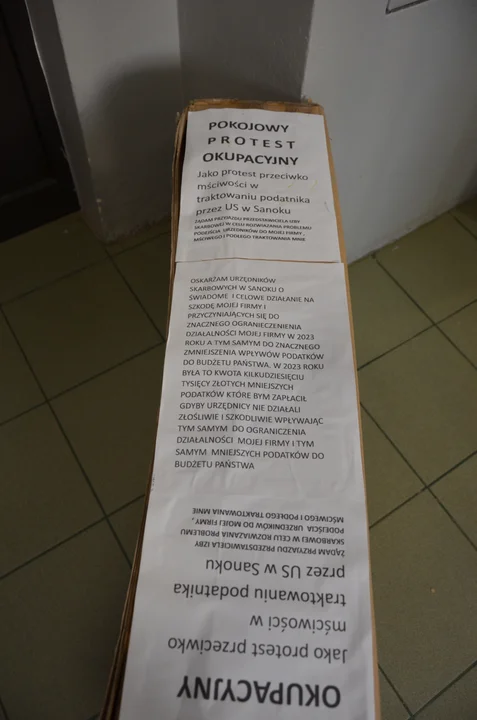 POKOJOWY
PROTEST
OKUPACYJNY
Jako protest przeciwko
mściwości w
traktowaniu podatnika
przez US w Sanoku
ŻĄDAM PRZYJAZDU PRZEDSTAWICIELA IZBY
SKARBOWEJ W CELU ROZWIĄZANIA PROBLEMU
PODEJŚCIA URZEDNIKÓW DO MOJEJ FIRMY ,
MŚCIWEGO I PODŁEGO TRAKTOWANIA MNIE
OSKARŻAM URZĘDNIKÓW
SKARBOWYCH W SANOKU O
ŚWIADOME I CELOWE DZIAŁANIE NA
SZKODĘ MOJEJ FIRMY I
PRZYCZYNIAJĄCYCH SIĘ DO
ZNACZNEGO OGRANIECZENIENIA
DZIAŁALNOŚCI MOJEJ FIRMY W 2023
ROKU A TYM SAMYM DO ZNACZNEGO
ZMNIEJSZENIA WPŁYWÓW PODATKÓW
DO BUDŻETU PAŃSTWA. W 2023 ROKU
BYŁA TO KWOTA KILKUDZIESIĘCIU
TYSIĘCY ZŁOTYCH MNIEJSZYCH
PODATKÓW KTÓRE BYM ZAPŁACIŁ
GDYBY URZĘDNICY NIE DZIAŁALI
ZŁOŚLIWIE I SZKODLIWIE WPŁYWAJĄC
TYM SAMYM DO OGRANICZENIA
DZIAŁALNOŚCI MOJEJ FIRMY I TYM
SAMYM MNIEJSZYCH PODATKÓW DO
BUDŻETU PAŃSTWA
OKUPACYJNY
Jako protest przeciwko
mściwości w
traktowaniu podatnika
przez US w Sanoku
ŻĄDAM PRZYJAZDU PRZEDSTAWICIELA IZBY
SKARBOWEJ W CELU ROZWIĄZANIA PROBLEMU
PODEJŚCIA URZEDNIKÓW DO MOJEJ FIRMY ,
MŚCIWEGO I PODŁEGO TRAKTOWANIA MNIE